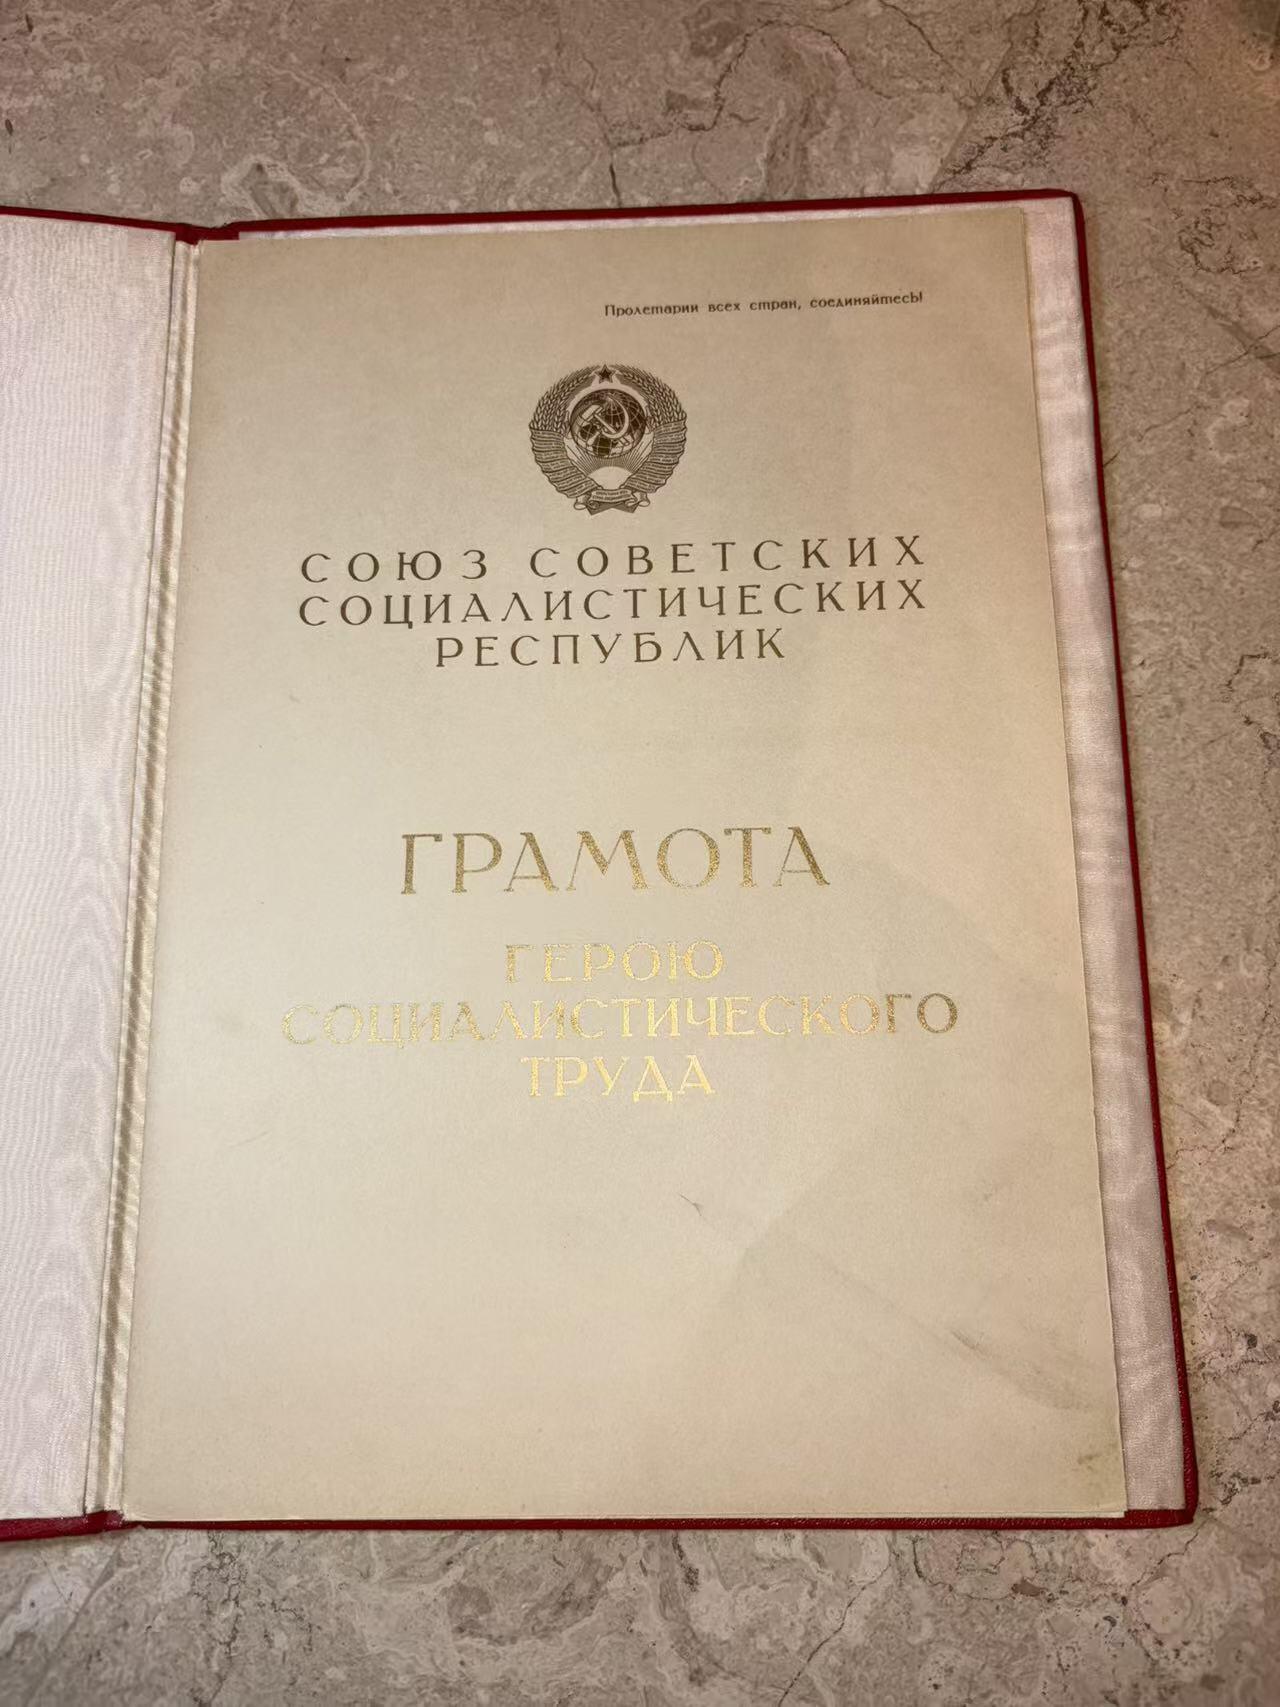 Пролетарии всех стран, соединяйтесь!
СОЮЗ СОВЕТСКИХ
СОЦИАЛИСТИЧЕСКИХ
РЕСПУБЛИК
ГРАМОТА
ГЕРОЮ
СОЦИАЛИСТИЧЕСКОГО
ТРУДА